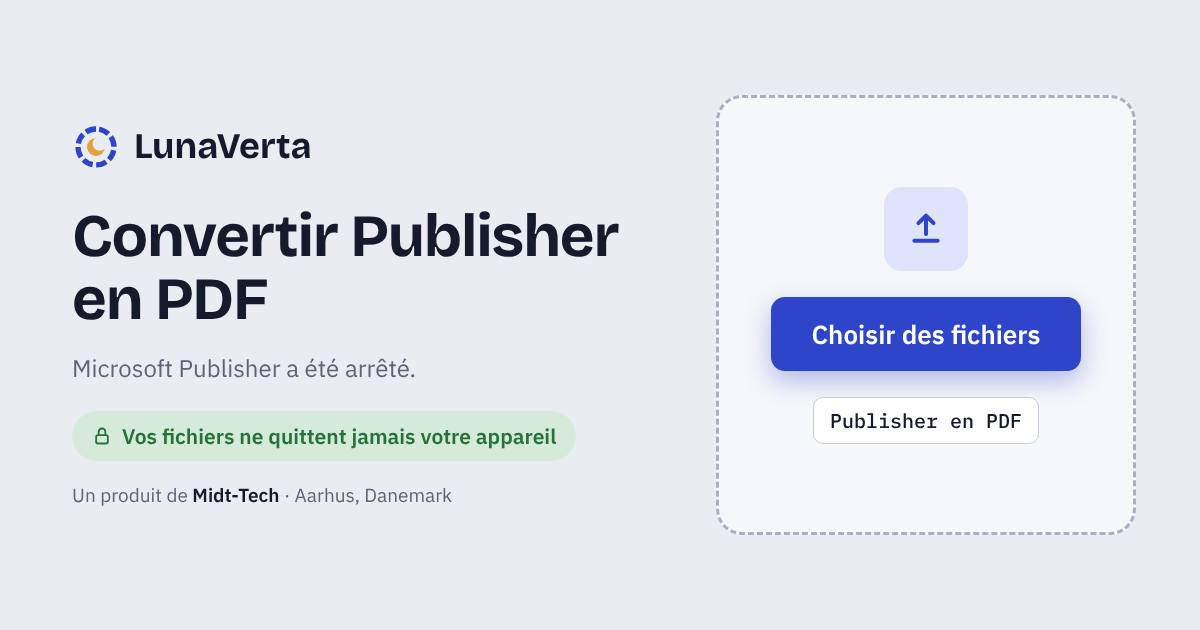 LunaVerta
Convertir Publisher
en PDF
Microsoft Publisher a été arrêté.
Vos fichiers ne quittent jamais votre appareil
Un produit de Midt-Tech · Aarhus, Danemark
Choisir des fichiers
Publisher en PDF